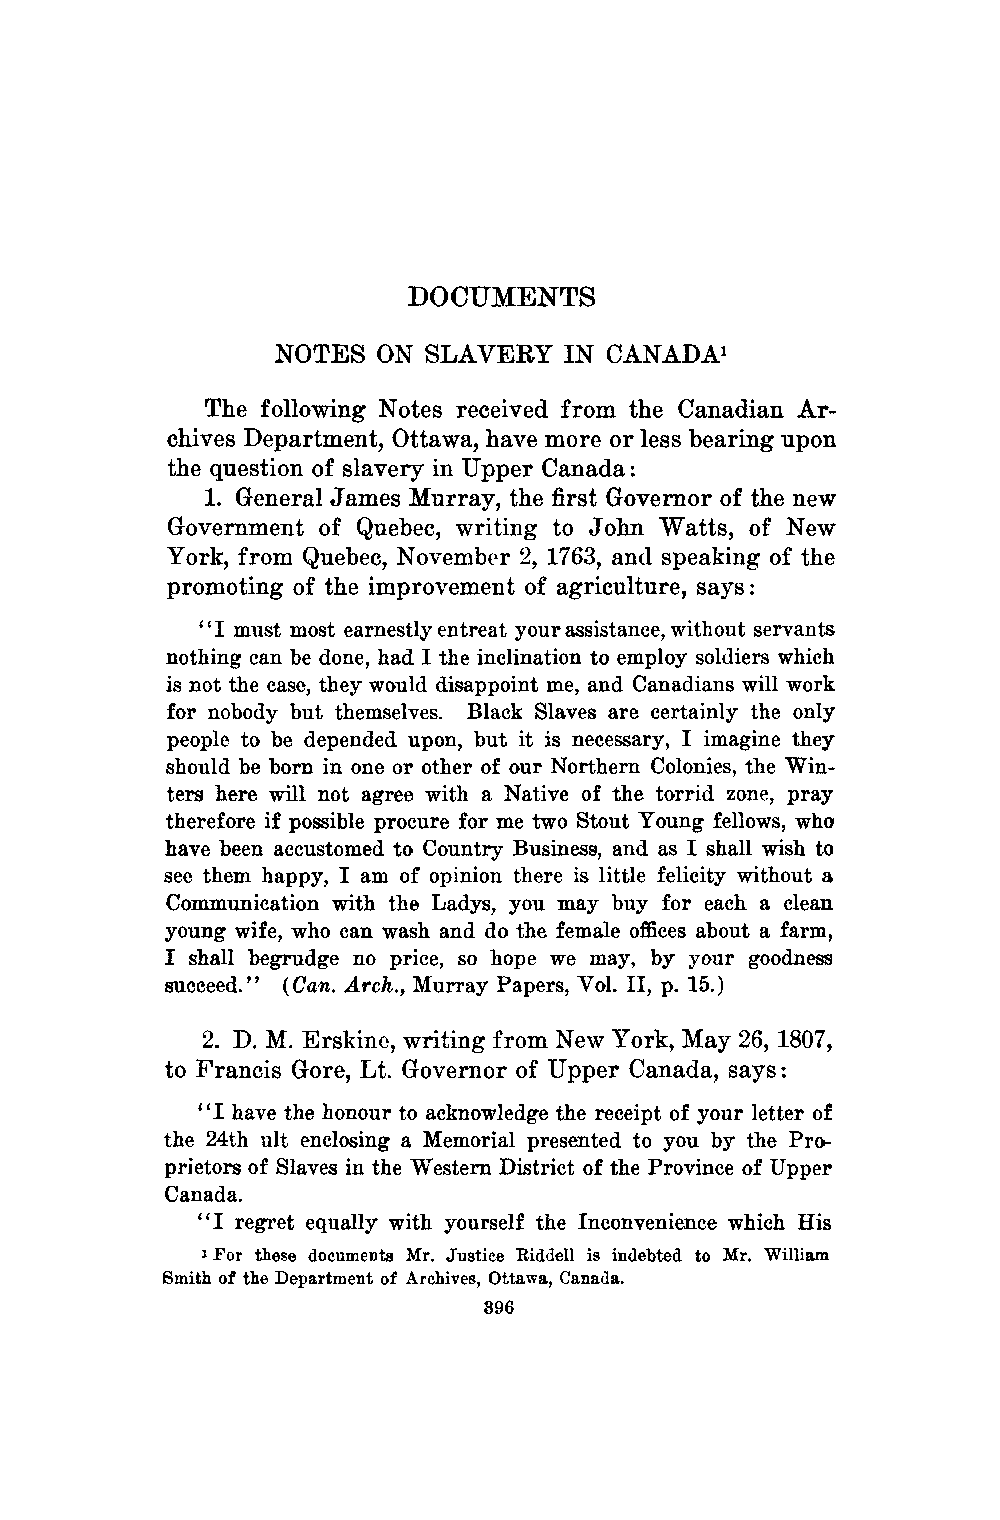 DOCUMENTS
NOTES ON SLAVERY IN CANADA¹
The following Notes received from the Canadian Ar-
chives Department, Ottawa, have more or less bearing upon
the question of slavery in Upper Canada:
1. General James Murray, the first Governor of the new
Government of Quebec, writing to John Watts, of New
York, from Quebec, November 2, 1763, and speaking of the
promoting of the improvement of agriculture, says:
"I must most earnestly entreat your assistance, without servants
nothing can be done, had I the inclination to employ soldiers which
is not the case, they would disappoint me, and Canadians will work
for nobody but themselves. Black Slaves are certainly the only
people to be depended upon, but it is necessary, I imagine they
should be born in one or other of our Northern Colonies, the Win-
ters here will not agree with a Native of the torrid zone, pray
therefore if possible procure for me two Stout Young fellows, who
have been accustomed to Country Business, and as I shall wish to
see them happy, I am of opinion there is little felicity without a
Communication with the Ladys, you may buy for each a clean
young wife, who can wash and do the female offices about a farm,
I shall begrudge no price, so hope we may, by your goodness
succeed." (Can. Arch., Murray Papers, Vol. II, p. 15.)
2. D. M. Erskine, writing from New York, May 26, 1807,
to Francis Gore, Lt. Governor of Upper Canada, says:
"I have the honour to acknowledge the receipt of your letter of
the 24th ult enclosing a Memorial presented to you by the Pro-
prietors of Slaves in the Western District of the Province of Upper
Canada.
"I regret equally with yourself the Inconvenience which His
¹ For these documents Mr. Justice Riddell is indebted to Mr. William
Smith of the Department of Archives, Ottawa, Canada.
396